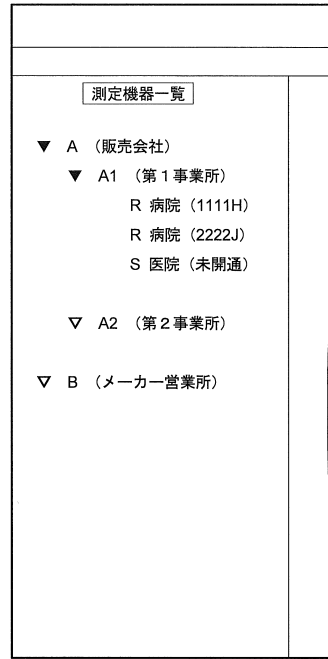 測定機器一覧
▼ A （販売会社）
▼ A1 （第１事業所）
R 病院（1111H）
R 病院（2222J）
S 医院（未開通）
▽ A2 （第２事業所）
▽ B （メーカー営業所）